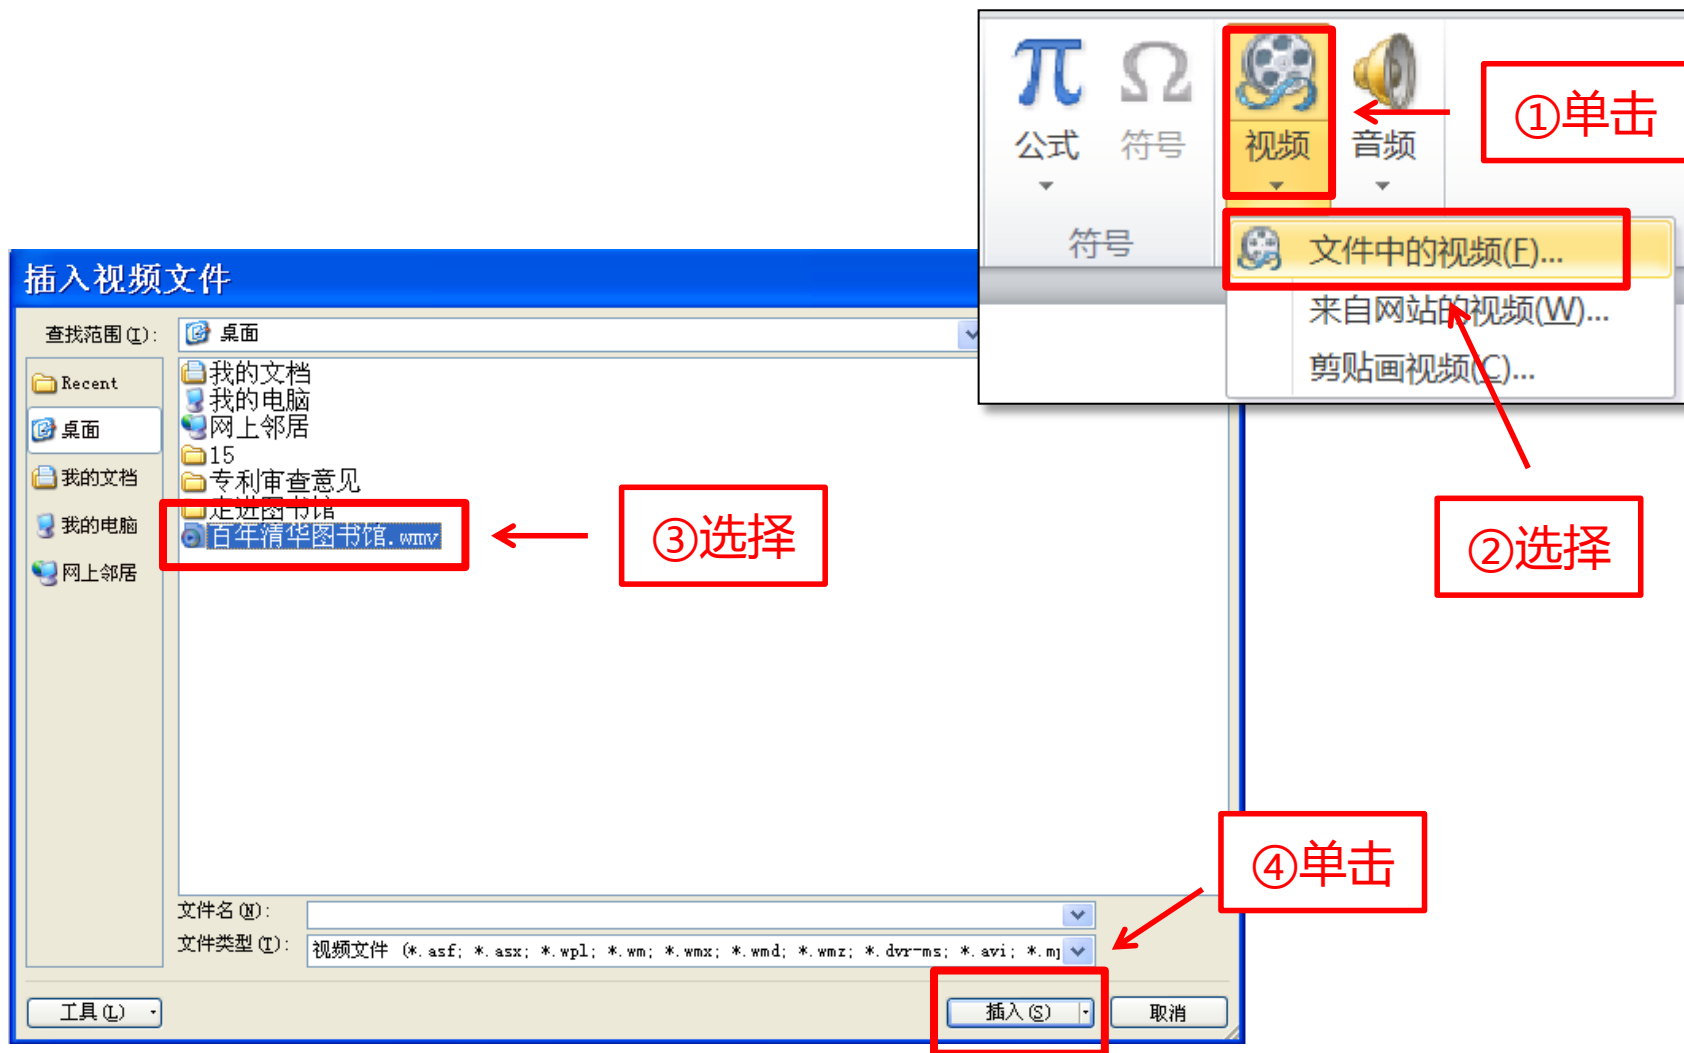 公式
符号
视频
音频
符号
①单击
文件中的视频(F)...
来自网站的视频(W)...
剪贴画视频(C)...
②选择
插入视频文件
查找范围(I):
桌面
Recent
桌面
我的文档
我的电脑
网上邻居
我的文档
我的电脑
网上邻居
15
专利审查意见
走进图书馆
百年清华图书馆.wmv
③选择
④单击
文件名(N):
文件类型(T):
视频文件 (*.asf; *.asx; *.wpl; *.wm; *.wmx; *.wmd; *.wmz; *.dvr-ms; *.avi; *.m
工具(L)
插入(S)
取消